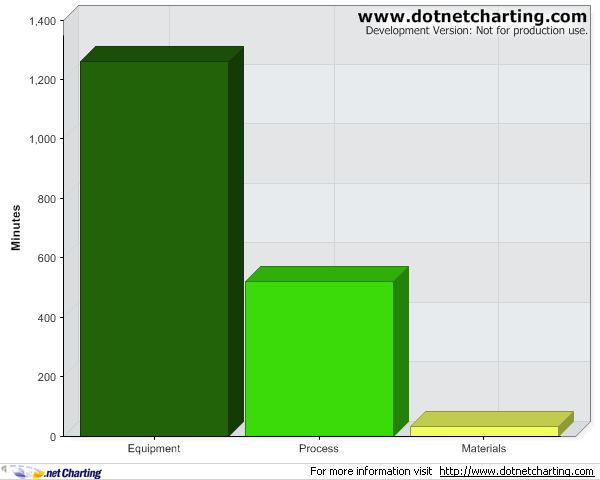 www.dotnetcharting.com
Development Version: Not for production use.
1,400
1,200
1,000
800
600
400
200
0
Minutes
Equipment Process Materials
.net Charting
For more information visit http://www.dotnetcharting.com